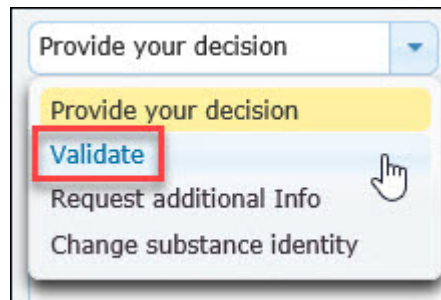 Provide your decision
Provide your decision
Validate
Request additional Info
Change substance identity